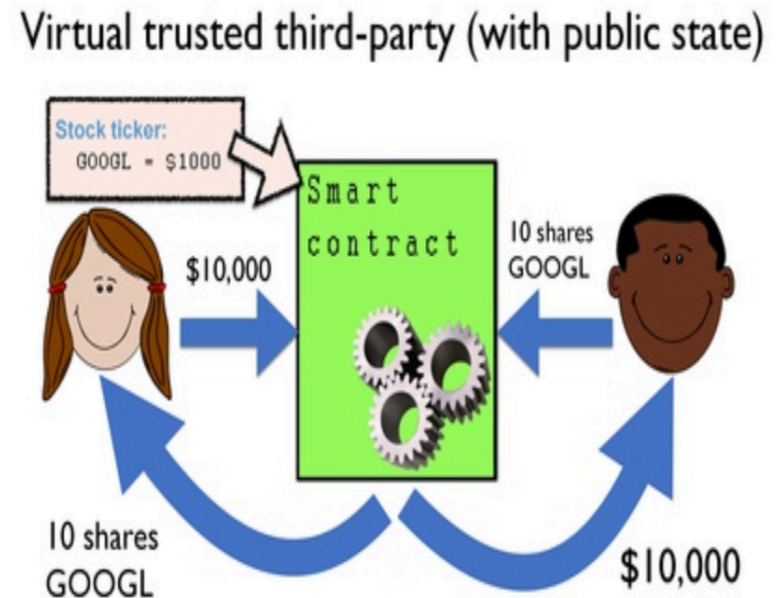 Virtual trusted third-party (with public state)
Stock ticker:
GOOGL = $1000
Smart
contract
$10,000
10 shares
GOOGL
10 shares
GOOGL
$10,000